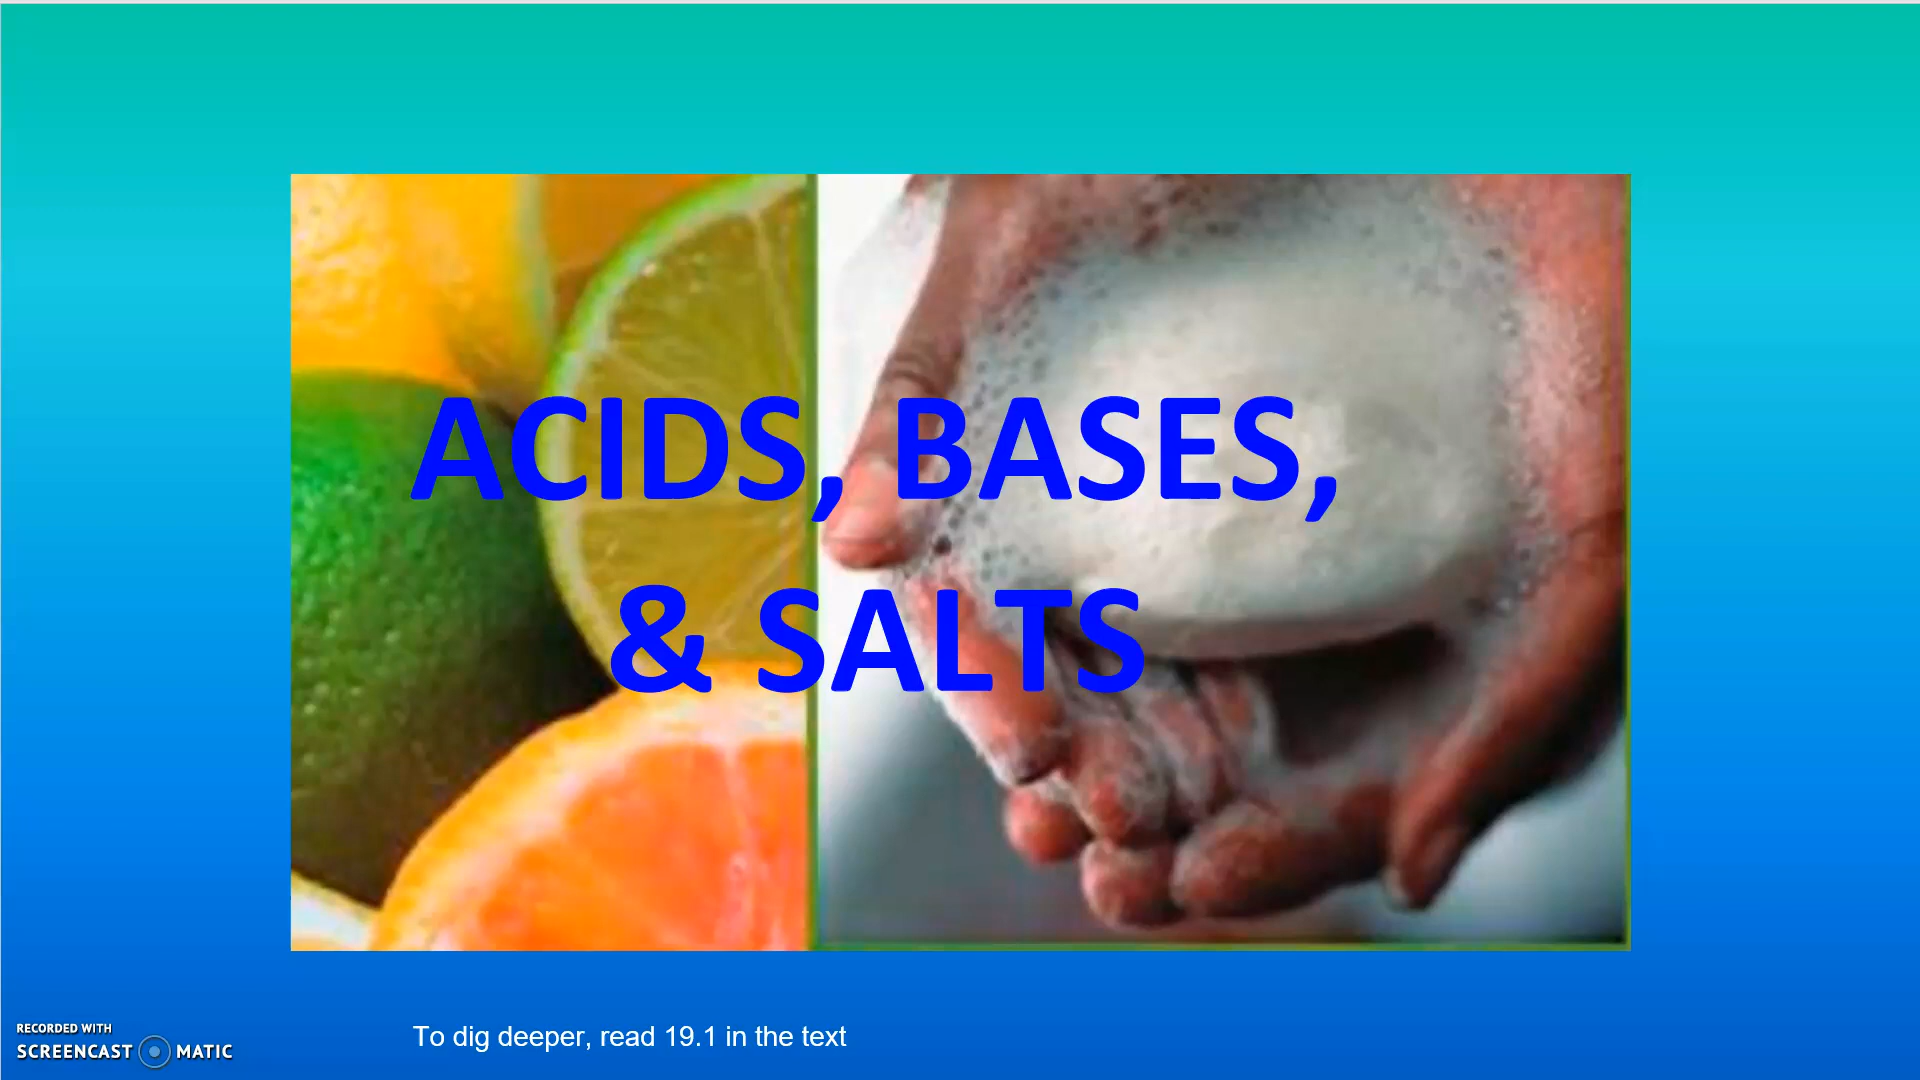 ACIDS, BASES,
& SALTS
To dig deeper, read 19.1 in the text
RECORDED WITH
SCREENCAST MATIC